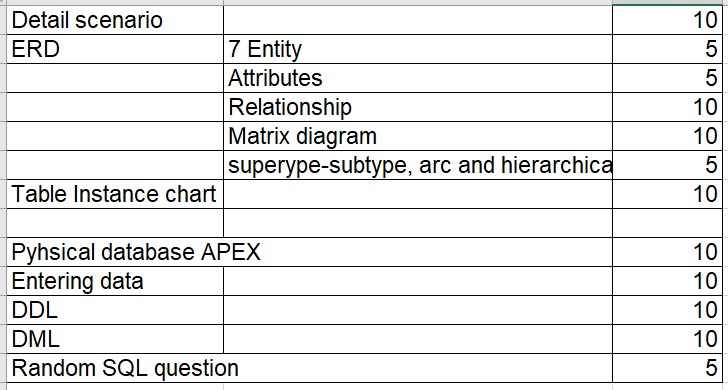 Detail scenario 10
ERD 7 Entity 5
Attributes 5
Relationship 10
Matrix diagram 10
superype-subtype, arc and hierarchica 5
Table Instance chart 10
Pyhsical database APEX 10
Entering data 10
DDL 10
DML 10
Random SQL question 5